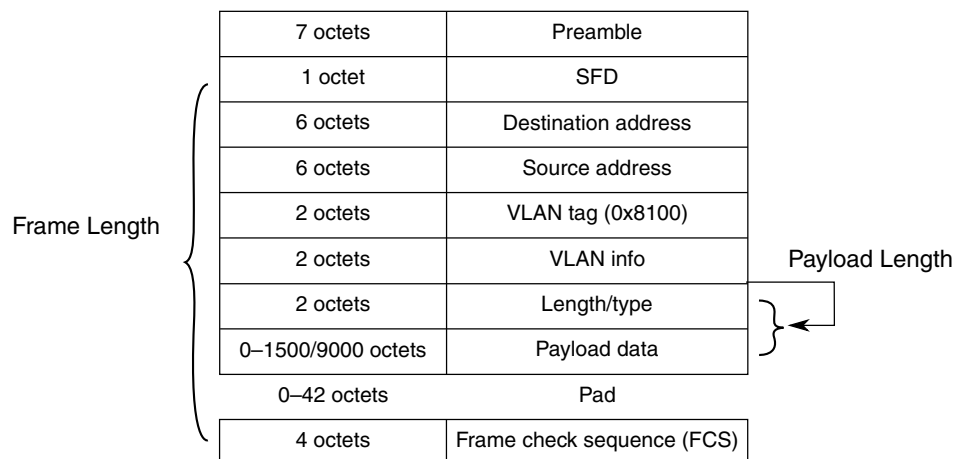 7 octets Preamble
1 octet SFD
6 octets Destination address
6 octets Source address
Frame Length
2 octets VLAN tag (0x8100)
2 octets VLAN info
Payload Length
2 octets Length/type
0–1500/9000 octets Payload data
0–42 octets Pad
4 octets Frame check sequence (FCS)